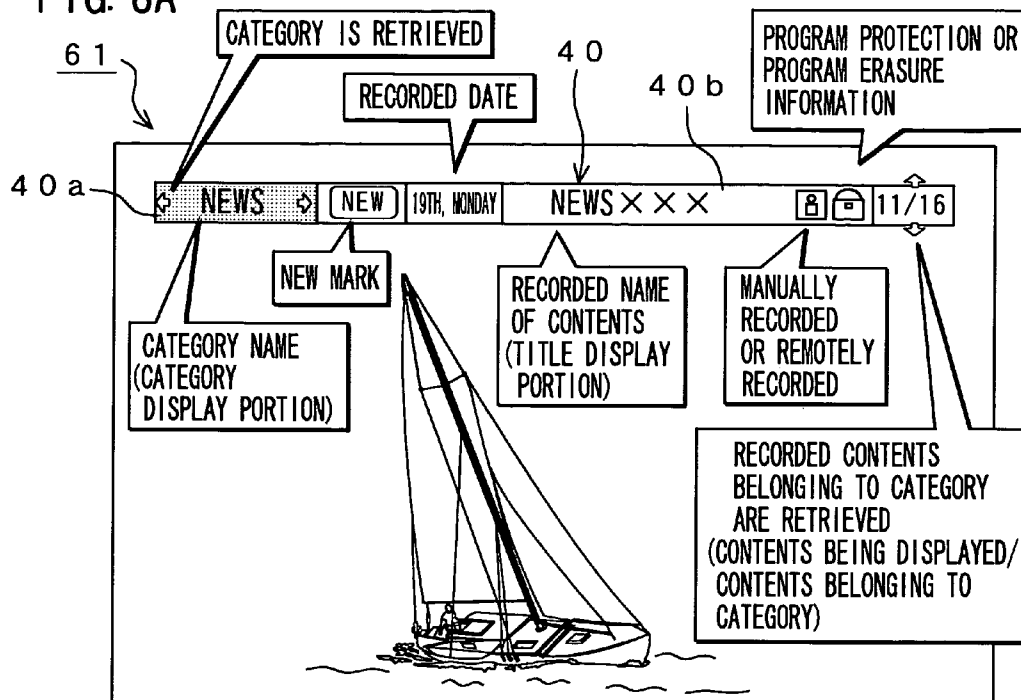 FIG. 6A
61
CATEGORY IS RETRIEVED
RECORDED DATE
40
40b
PROGRAM PROTECTION OR
PROGRAM ERASURE
INFORMATION
40a
NEWS
NEW
19TH, MONDAY
NEWS×××
11/16
NEW MARK
CATEGORY NAME
(CATEGORY
DISPLAY PORTION)
RECORDED NAME
OF CONTENTS
(TITLE DISPLAY
PORTION)
MANUALLY
RECORDED
OR REMOTELY
RECORDED
RECORDED CONTENTS
BELONGING TO CATEGORY
ARE RETRIEVED
(CONTENTS BEING DISPLAYED/
CONTENTS BELONGING TO
CATEGORY)